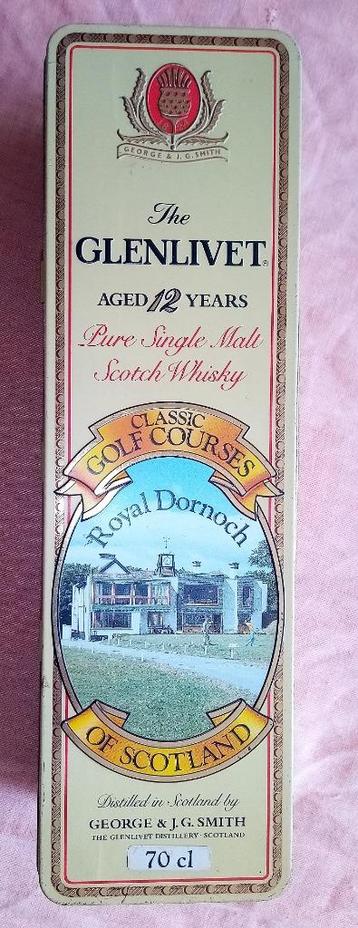 GEORGE & J.G. SMITH
The
GLENLIVET®
AGED 12 YEARS
Pure Single Malt
Scotch Whisky
CLASSIC
GOLF COURSES
Royal Dornoch
OF SCOTLAND
Distilled in Scotland by
GEORGE & J.G. SMITH
THE GLENLIVET DISTILLERY · SCOTLAND
70 cl